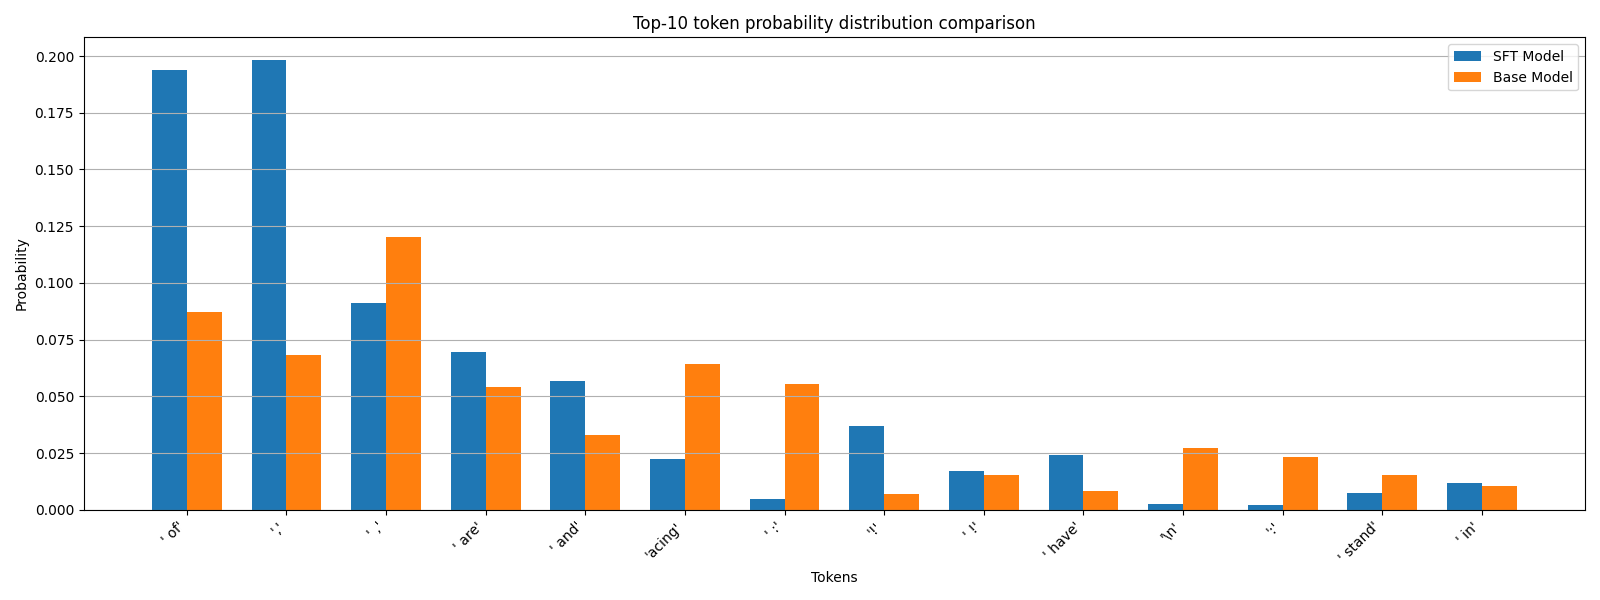 Top-10 token probability distribution comparison
SFT Model
Base Model
Probability
0.200
0.175
0.150
0.125
0.100
0.075
0.050
0.025
0.000
' of'
','
' ,'
' are'
' and'
'acing'
' :'
'!'
' !'
' have'
'\n'
':'
' stand'
' in'
Tokens